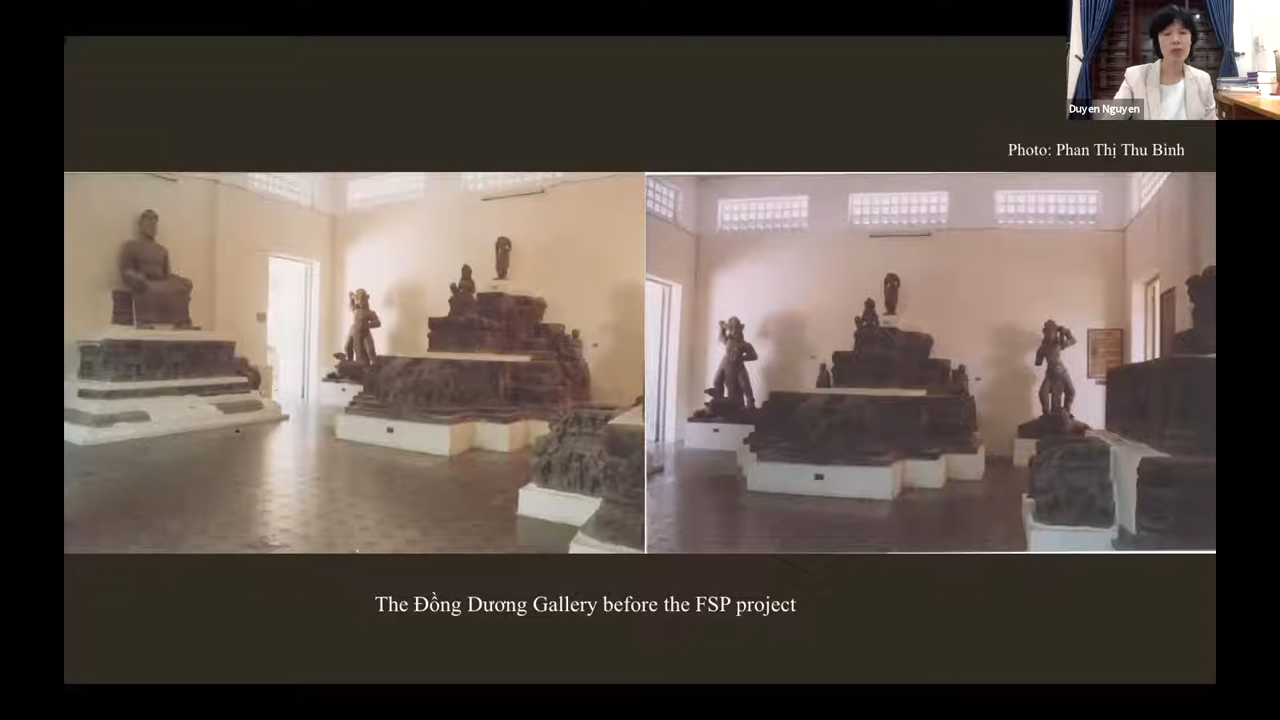 Duyen Nguyen
Photo: Phan Thị Thu Bình
The Đồng Dương Gallery before the FSP project